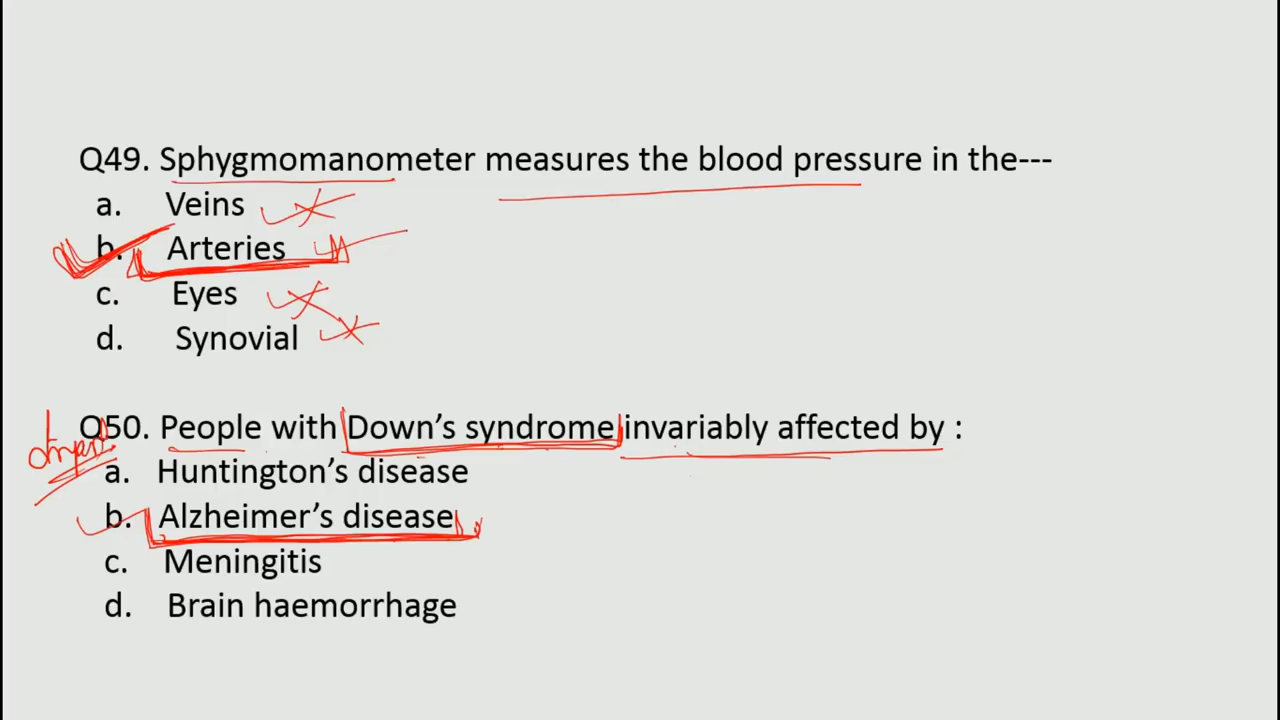 Q49. Sphygmomanometer measures the blood pressure in the---
a. Veins
b. Arteries
c. Eyes
d. Synovial
Q50. People with Down's syndrome invariably affected by :
a. Huntington's disease
b. Alzheimer's disease
c. Meningitis
d. Brain haemorrhage